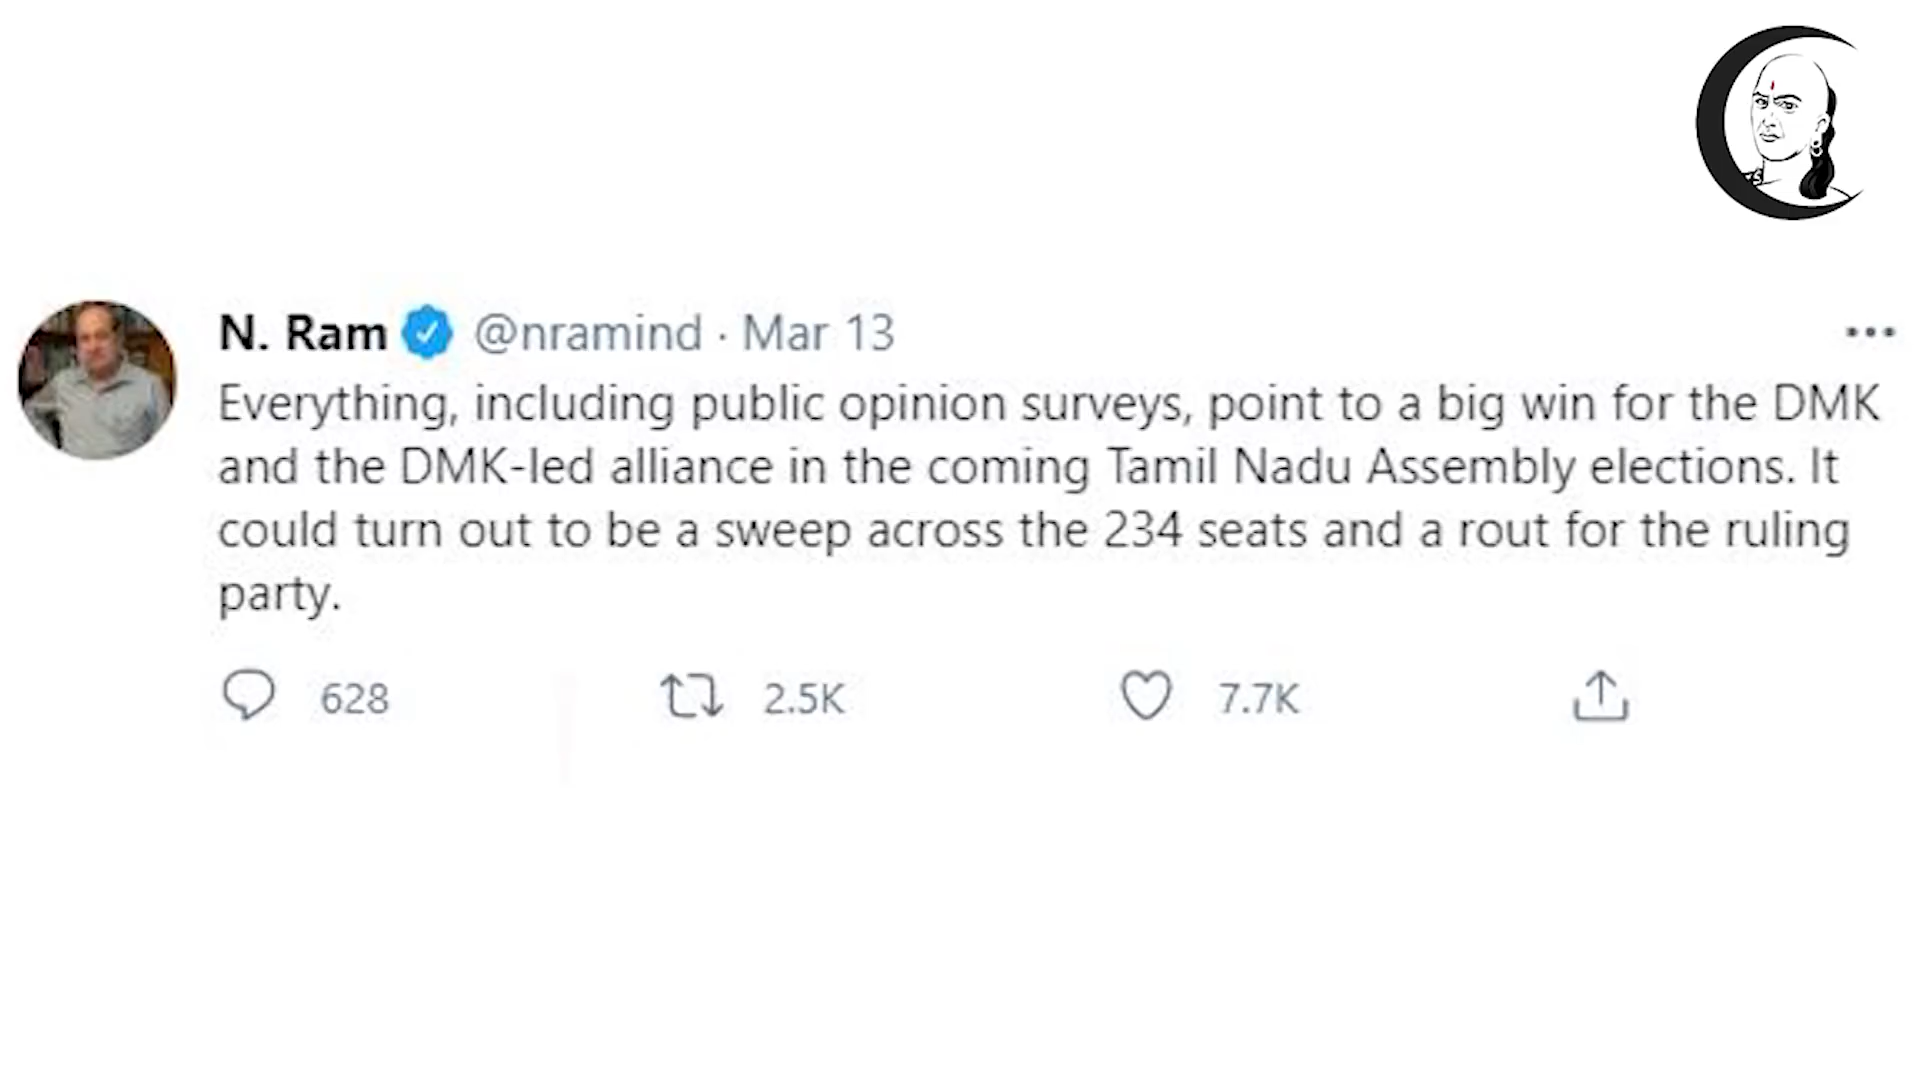 N. Ram @nramind · Mar 13
Everything, including public opinion surveys, point to a big win for the DMK
and the DMK-led alliance in the coming Tamil Nadu Assembly elections. It
could turn out to be a sweep across the 234 seats and a rout for the ruling
party.
628 2.5K 7.7K